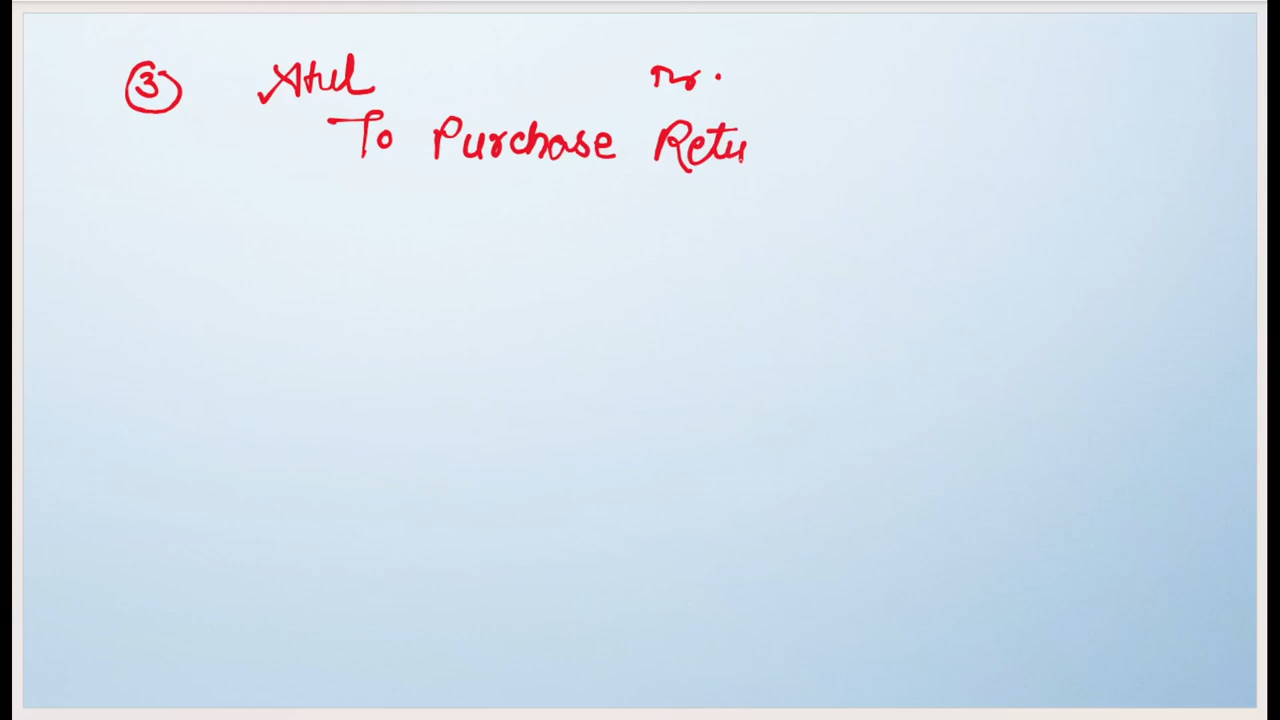 ③ Atul Dr.
To Purchase Retu